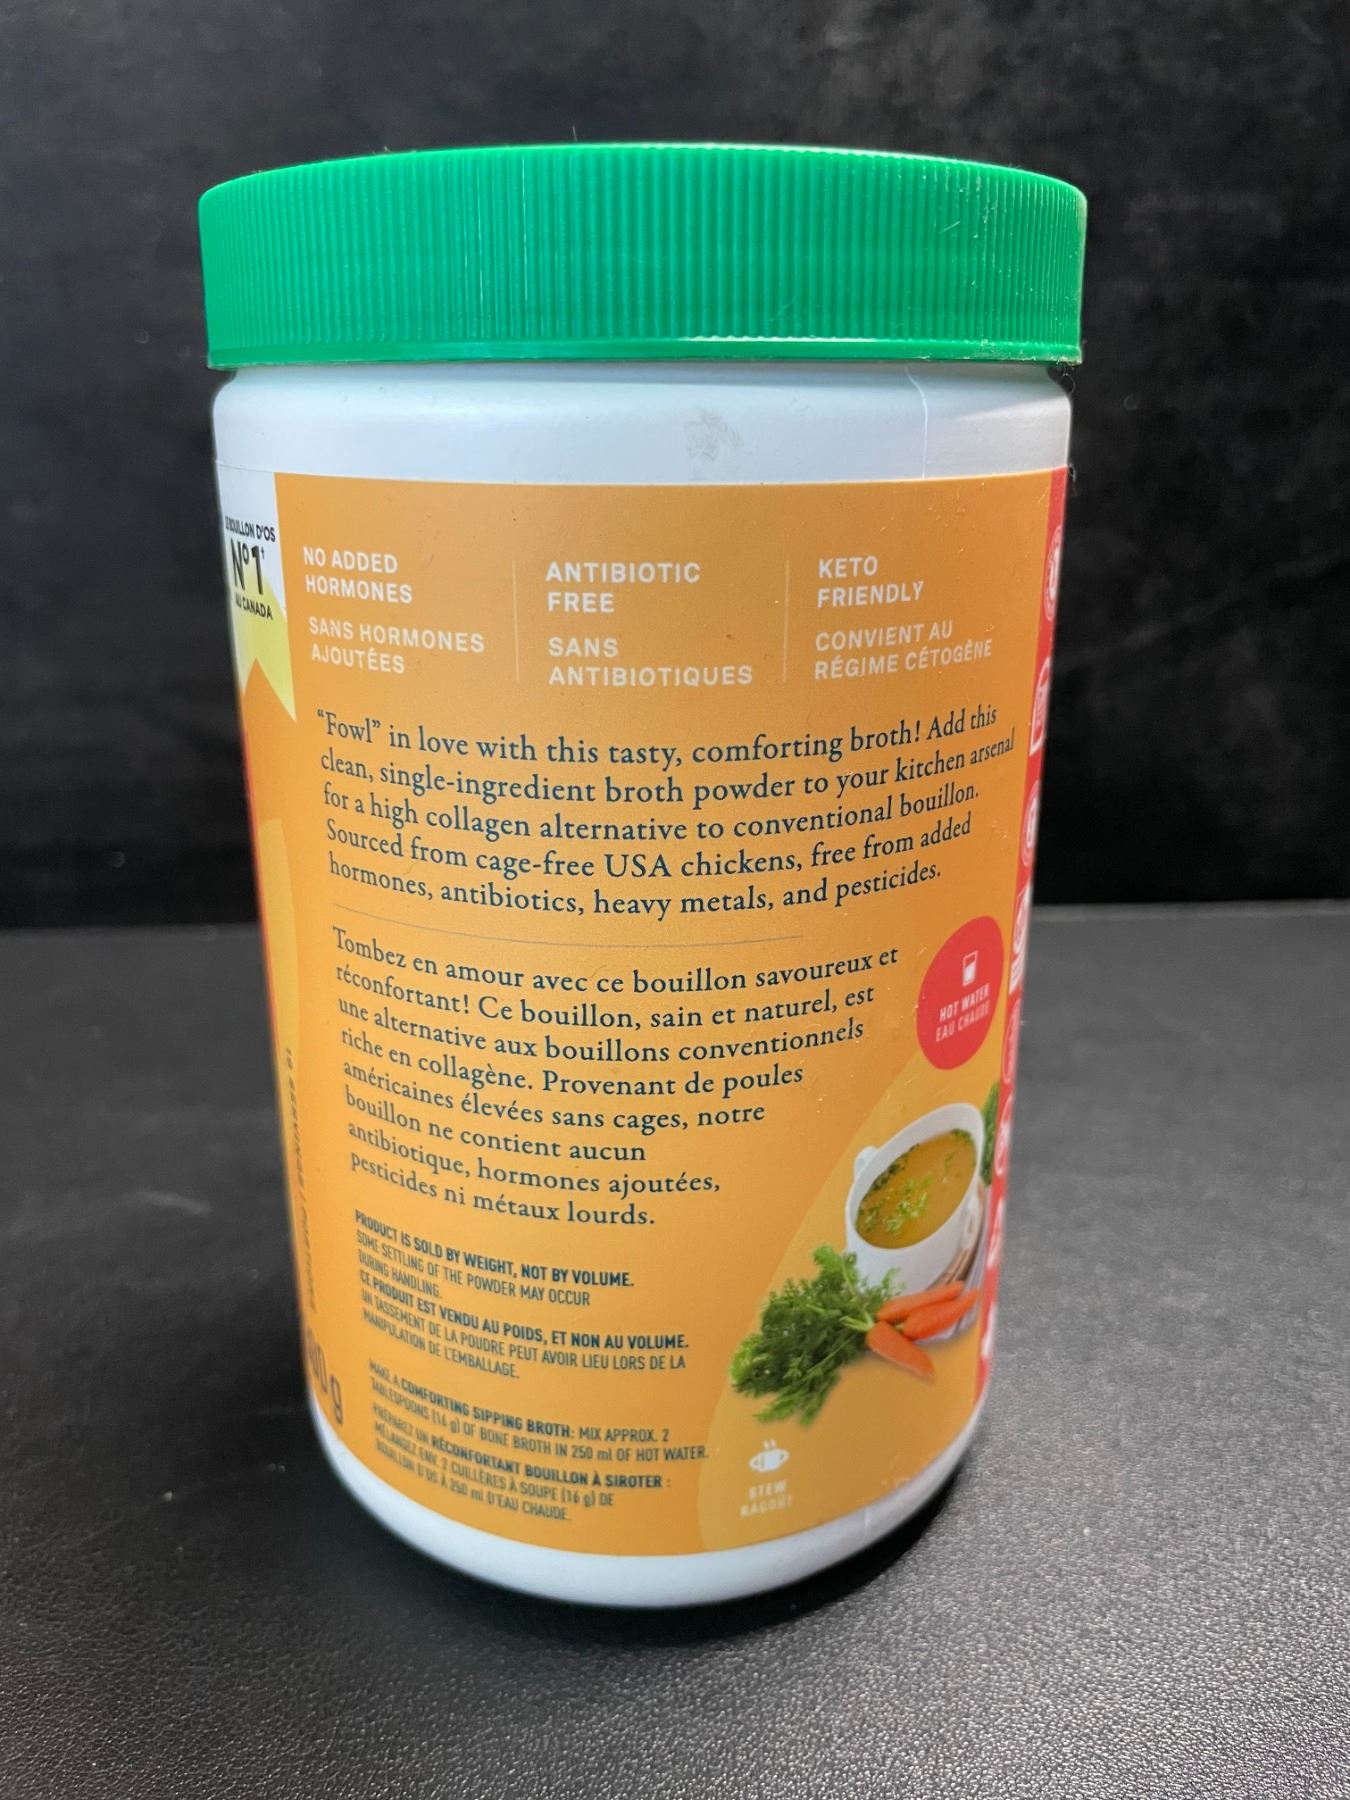 BOUILLON D'OS
Nº1†
AU CANADA
NO ADDED
HORMONES
SANS HORMONES
AJOUTÉES
ANTIBIOTIC
FREE
SANS
ANTIBIOTIQUES
KETO
FRIENDLY
CONVIENT AU
RÉGIME CÉTOGÊNE
“Fowl” in love with this tasty, comforting broth! Add this
clean, single-ingredient broth powder to your kitchen arsenal
for a high collagen alternative to conventional bouillon.
Sourced from cage-free USA chickens, free from added
hormones, antibiotics, heavy metals, and pesticides.
Tombez en amour avec ce bouillon savoureux et
réconfortant! Ce bouillon, sain et naturel, est
une alternative aux bouillons conventionnels
riche en collagène. Provenant de poules
américaines élevées sans cages, notre
bouillon ne contient aucun
antibiotique, hormones ajoutées,
pesticides ni métaux lourds.
HOT WATER
EAU CHAUDE
PRODUCT IS SOLD BY WEIGHT, NOT BY VOLUME.
SOME SETTLING OF THE POWDER MAY OCCUR
DURING HANDLING.
CE PRODUIT EST VENDU AU POIDS, ET NON AU VOLUME.
UN TASSEMENT DE LA POUDRE PEUT AVOIR LIEU LORS DE LA
MANIPULATION DE L'EMBALLAGE.
MAKE A COMFORTING SIPPING BROTH: MIX APPROX. 2
TABLESPOONS (16 g) OF BONE BROTH IN 250 ml OF HOT WATER.
PRÉPAREZ UN RÉCONFORTANT BOUILLON À SIROTER :
MÉLANGEZ ENV. 2 CUILLÈRES À SOUPE (16 g) DE
BOUILLON D'OS À 250 ml D'EAU CHAUDE.
STEW
RAGOÛT